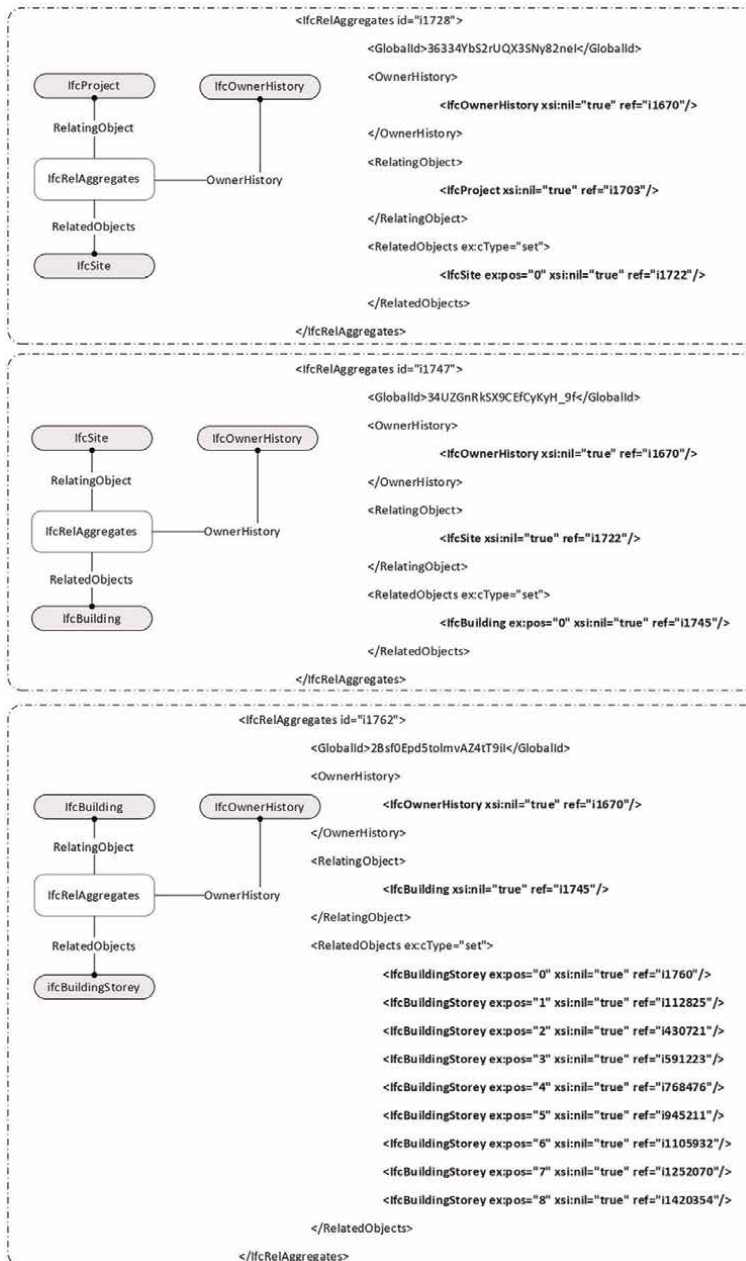 <IfcRelAggregates id="i1728">
<GlobalId>36334YbS2rUQX3SNy82neI</GlobalId>
<OwnerHistory>
<IfcOwnerHistory xsi:nil="true" ref="i1670"/>
</OwnerHistory>
<RelatingObject>
<IfcProject xsi:nil="true" ref="i1703"/>
</RelatingObject>
<RelatedObjects ex:cType="set">
<IfcSite ex:pos="0" xsi:nil="true" ref="i1722"/>
</RelatedObjects>
</IfcRelAggregates>
IfcProject
IfcOwnerHistory
RelatingObject
IfcRelAggregates
OwnerHistory
RelatedObjects
IfcSite
<IfcRelAggregates id="i1747">
<GlobalId>34UZGnRkSX9CEfCyKyH_9f</GlobalId>
<OwnerHistory>
<IfcOwnerHistory xsi:nil="true" ref="i1670"/>
</OwnerHistory>
<RelatingObject>
<IfcSite xsi:nil="true" ref="i1722"/>
</RelatingObject>
<RelatedObjects ex:cType="set">
<IfcBuilding ex:pos="0" xsi:nil="true" ref="i1745"/>
</RelatedObjects>
</IfcRelAggregates>
IfcSite
IfcOwnerHistory
RelatingObject
IfcRelAggregates
OwnerHistory
RelatedObjects
IfcBuilding
<IfcRelAggregates id="i1762">
<GlobalId>2Bsf0Epd5tolmvAZ4tT9iI</GlobalId>
<OwnerHistory>
<IfcOwnerHistory xsi:nil="true" ref="i1670"/>
</OwnerHistory>
<RelatingObject>
<IfcBuilding xsi:nil="true" ref="i1745"/>
</RelatingObject>
<RelatedObjects ex:cType="set">
<IfcBuildingStorey ex:pos="0" xsi:nil="true" ref="i1760"/>
<IfcBuildingStorey ex:pos="1" xsi:nil="true" ref="i112825"/>
<IfcBuildingStorey ex:pos="2" xsi:nil="true" ref="i430721"/>
<IfcBuildingStorey ex:pos="3" xsi:nil="true" ref="i591223"/>
<IfcBuildingStorey ex:pos="4" xsi:nil="true" ref="i768476"/>
<IfcBuildingStorey ex:pos="5" xsi:nil="true" ref="i945211"/>
<IfcBuildingStorey ex:pos="6" xsi:nil="true" ref="i1105932"/>
<IfcBuildingStorey ex:pos="7" xsi:nil="true" ref="i1252070"/>
<IfcBuildingStorey ex:pos="8" xsi:nil="true" ref="i1420354"/>
</RelatedObjects>
</IfcRelAggregates>
IfcBuilding
IfcOwnerHistory
RelatingObject
IfcRelAggregates
OwnerHistory
RelatedObjects
ifcBuildingStorey